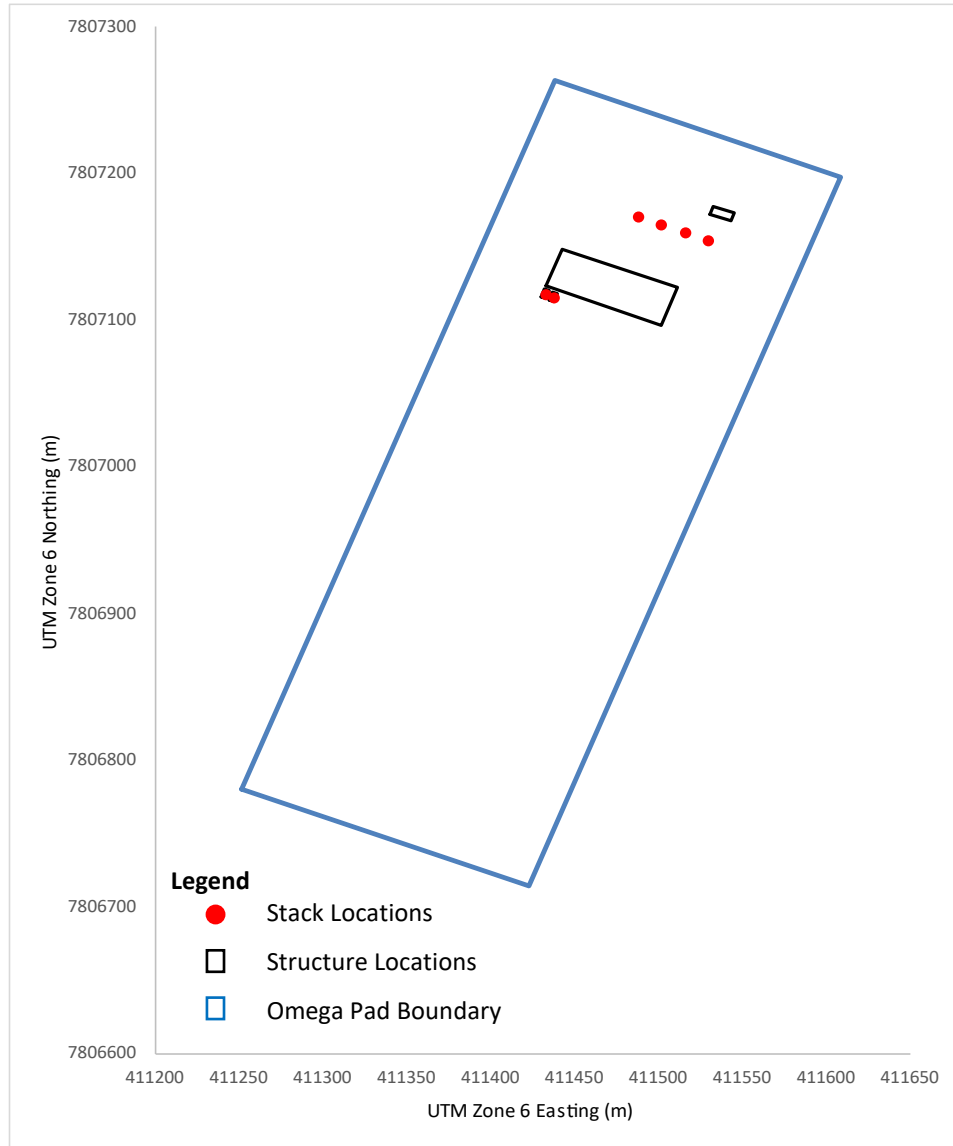 7807300
7807200
7807100
7807000
7806900
7806800
7806700
7806600
UTM Zone 6 Northing (m)
Legend
Stack Locations
Structure Locations
Omega Pad Boundary
411200 411250 411300 411350 411400 411450 411500 411550 411600 411650
UTM Zone 6 Easting (m)